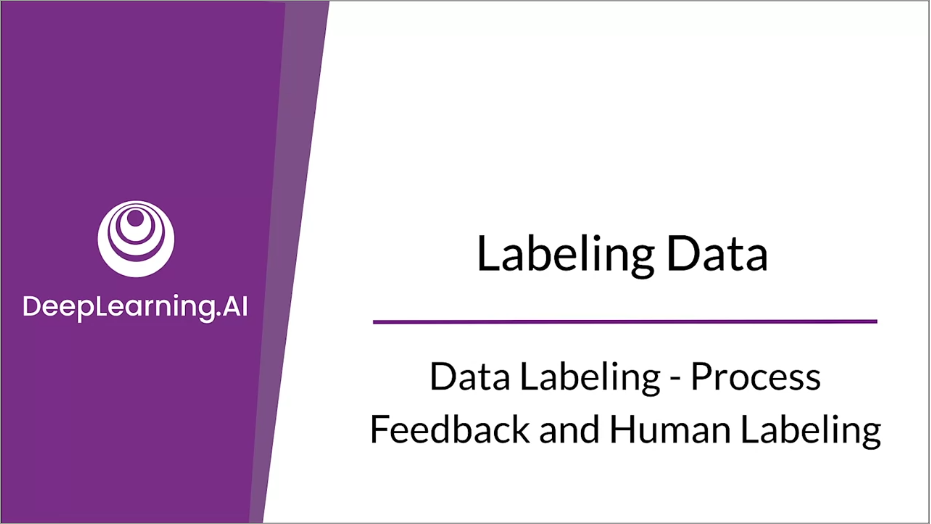 DeepLearning.AI
Labeling Data
Data Labeling - Process
Feedback and Human Labeling